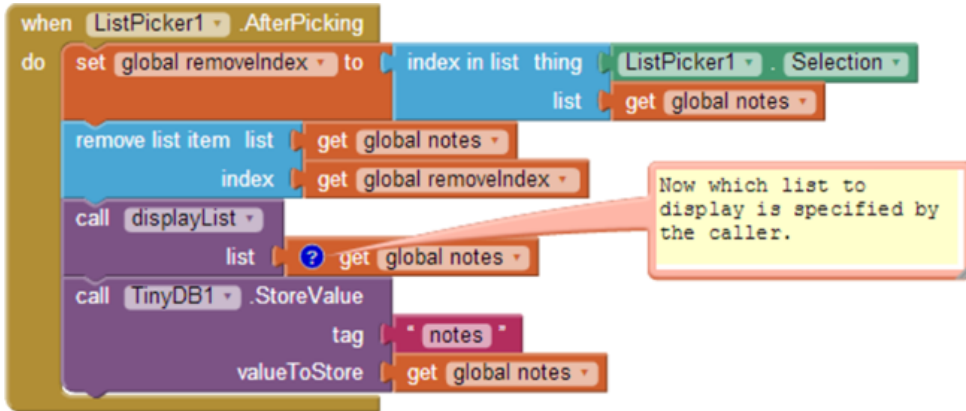 when ListPicker1 .AfterPicking
do set global removeIndex to index in list thing ListPicker1 . Selection
list get global notes
remove list item list get global notes
index get global removeIndex
call displayList
list ? get global notes
call TinyDB1 .StoreValue
tag " notes "
valueToStore get global notes
Now which list to
display is specified by
the caller.